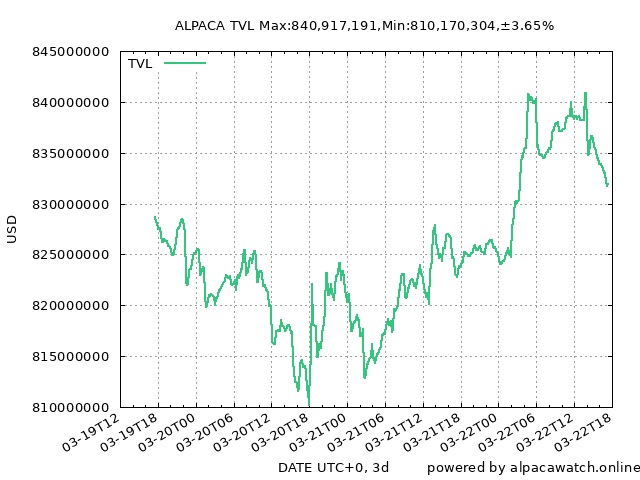 ALPACA TVL Max:840,917,191,Min:810,170,304,±3.65%
845000000
TVL
840000000
835000000
830000000
USD
825000000
820000000
815000000
810000000
03-19T12
03-19T18
03-20T00
03-20T06
03-20T12
03-20T18
03-21T00
03-21T06
03-21T12
03-21T18
03-22T00
03-22T06
03-22T12
03-22T18
DATE UTC+0, 3d
powered by alpacawatch.online